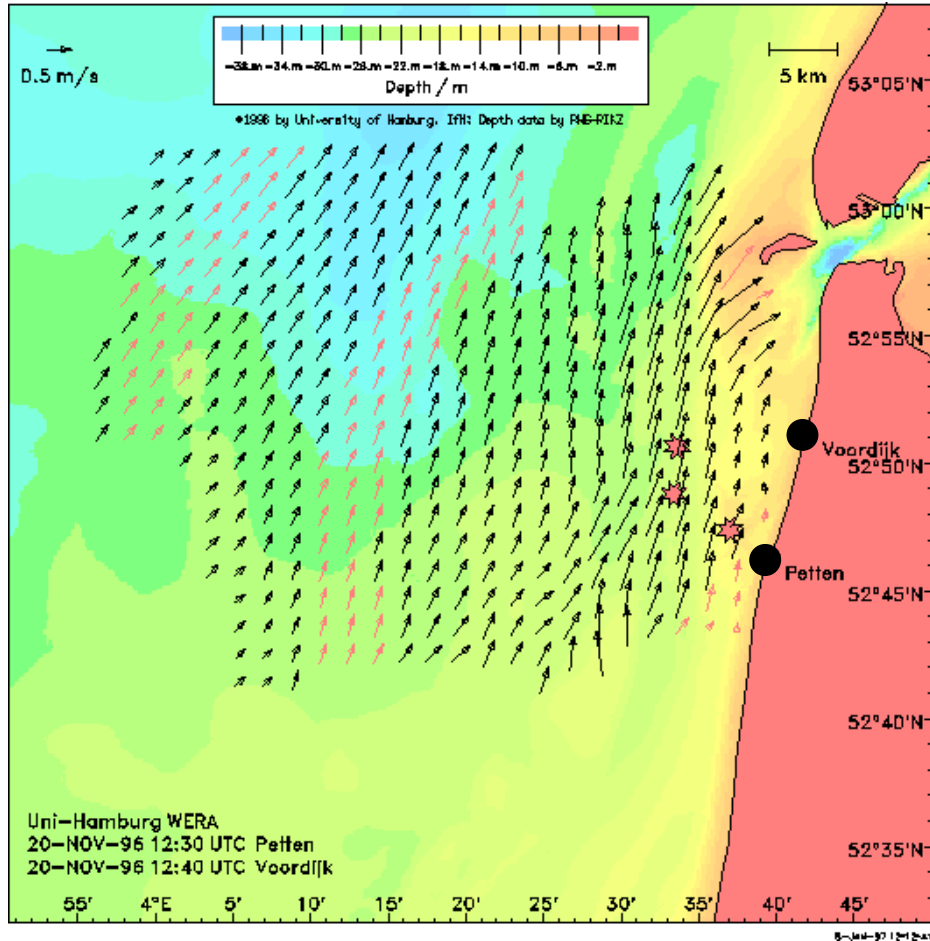 0.5 m/s
-38.m -34.m -30.m -26.m -22.m -18.m -14.m -10.m -6.m -2.m
Depth / m
5 km
©1996 by University of Hamburg, IfM; Depth data by RWS-RIKZ
53°05'N
53°00'N
52°55'N
Voordijk
52°50'N
Petten
52°45'N
52°40'N
52°35'N
Uni-Hamburg WERA
20-NOV-96 12:30 UTC Petten
20-NOV-96 12:40 UTC Voordijk
55' 4°E 5' 10' 15' 20' 25' 30' 35' 40' 45'